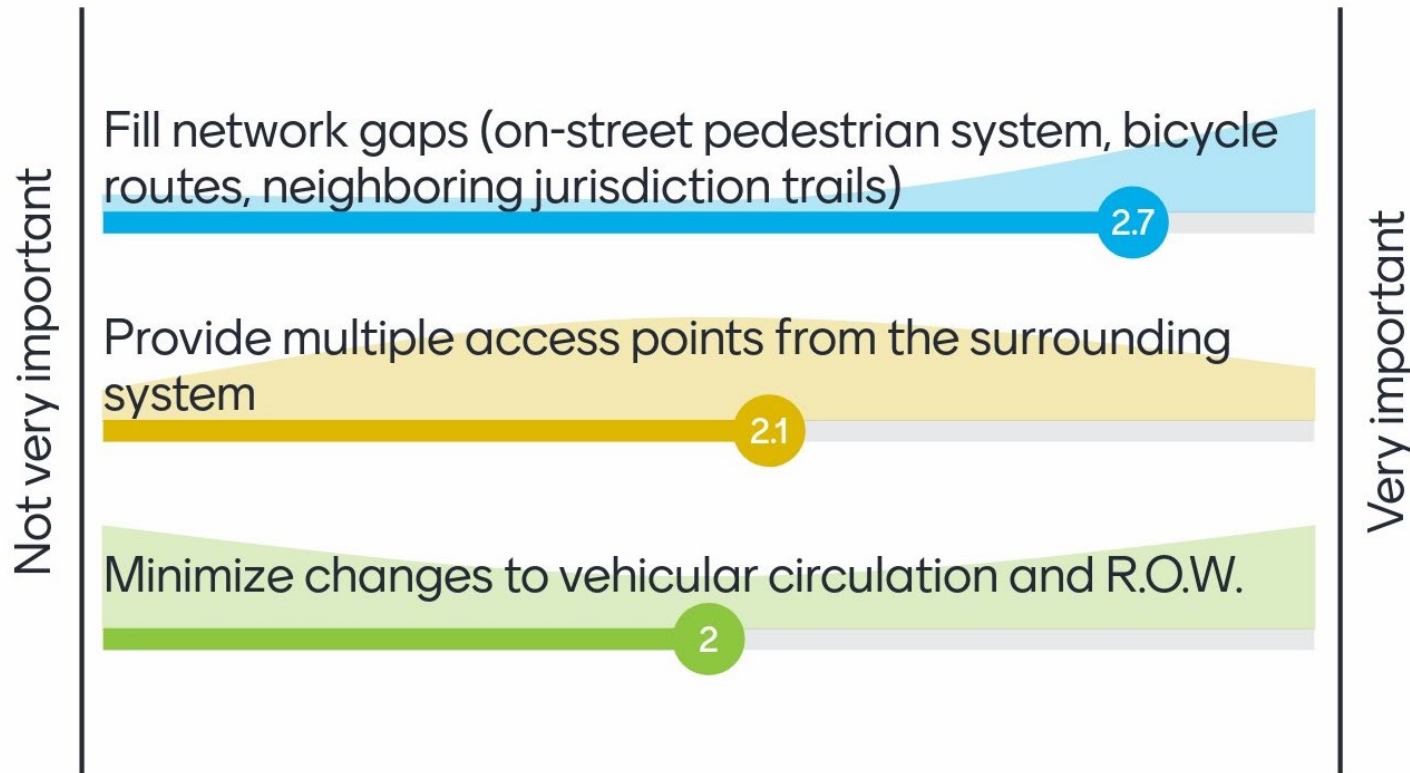 Not very important
Fill network gaps (on-street pedestrian system, bicycle
routes, neighboring jurisdiction trails)
2.7
Provide multiple access points from the surrounding
system
2.1
Minimize changes to vehicular circulation and R.O.W.
2
Very important